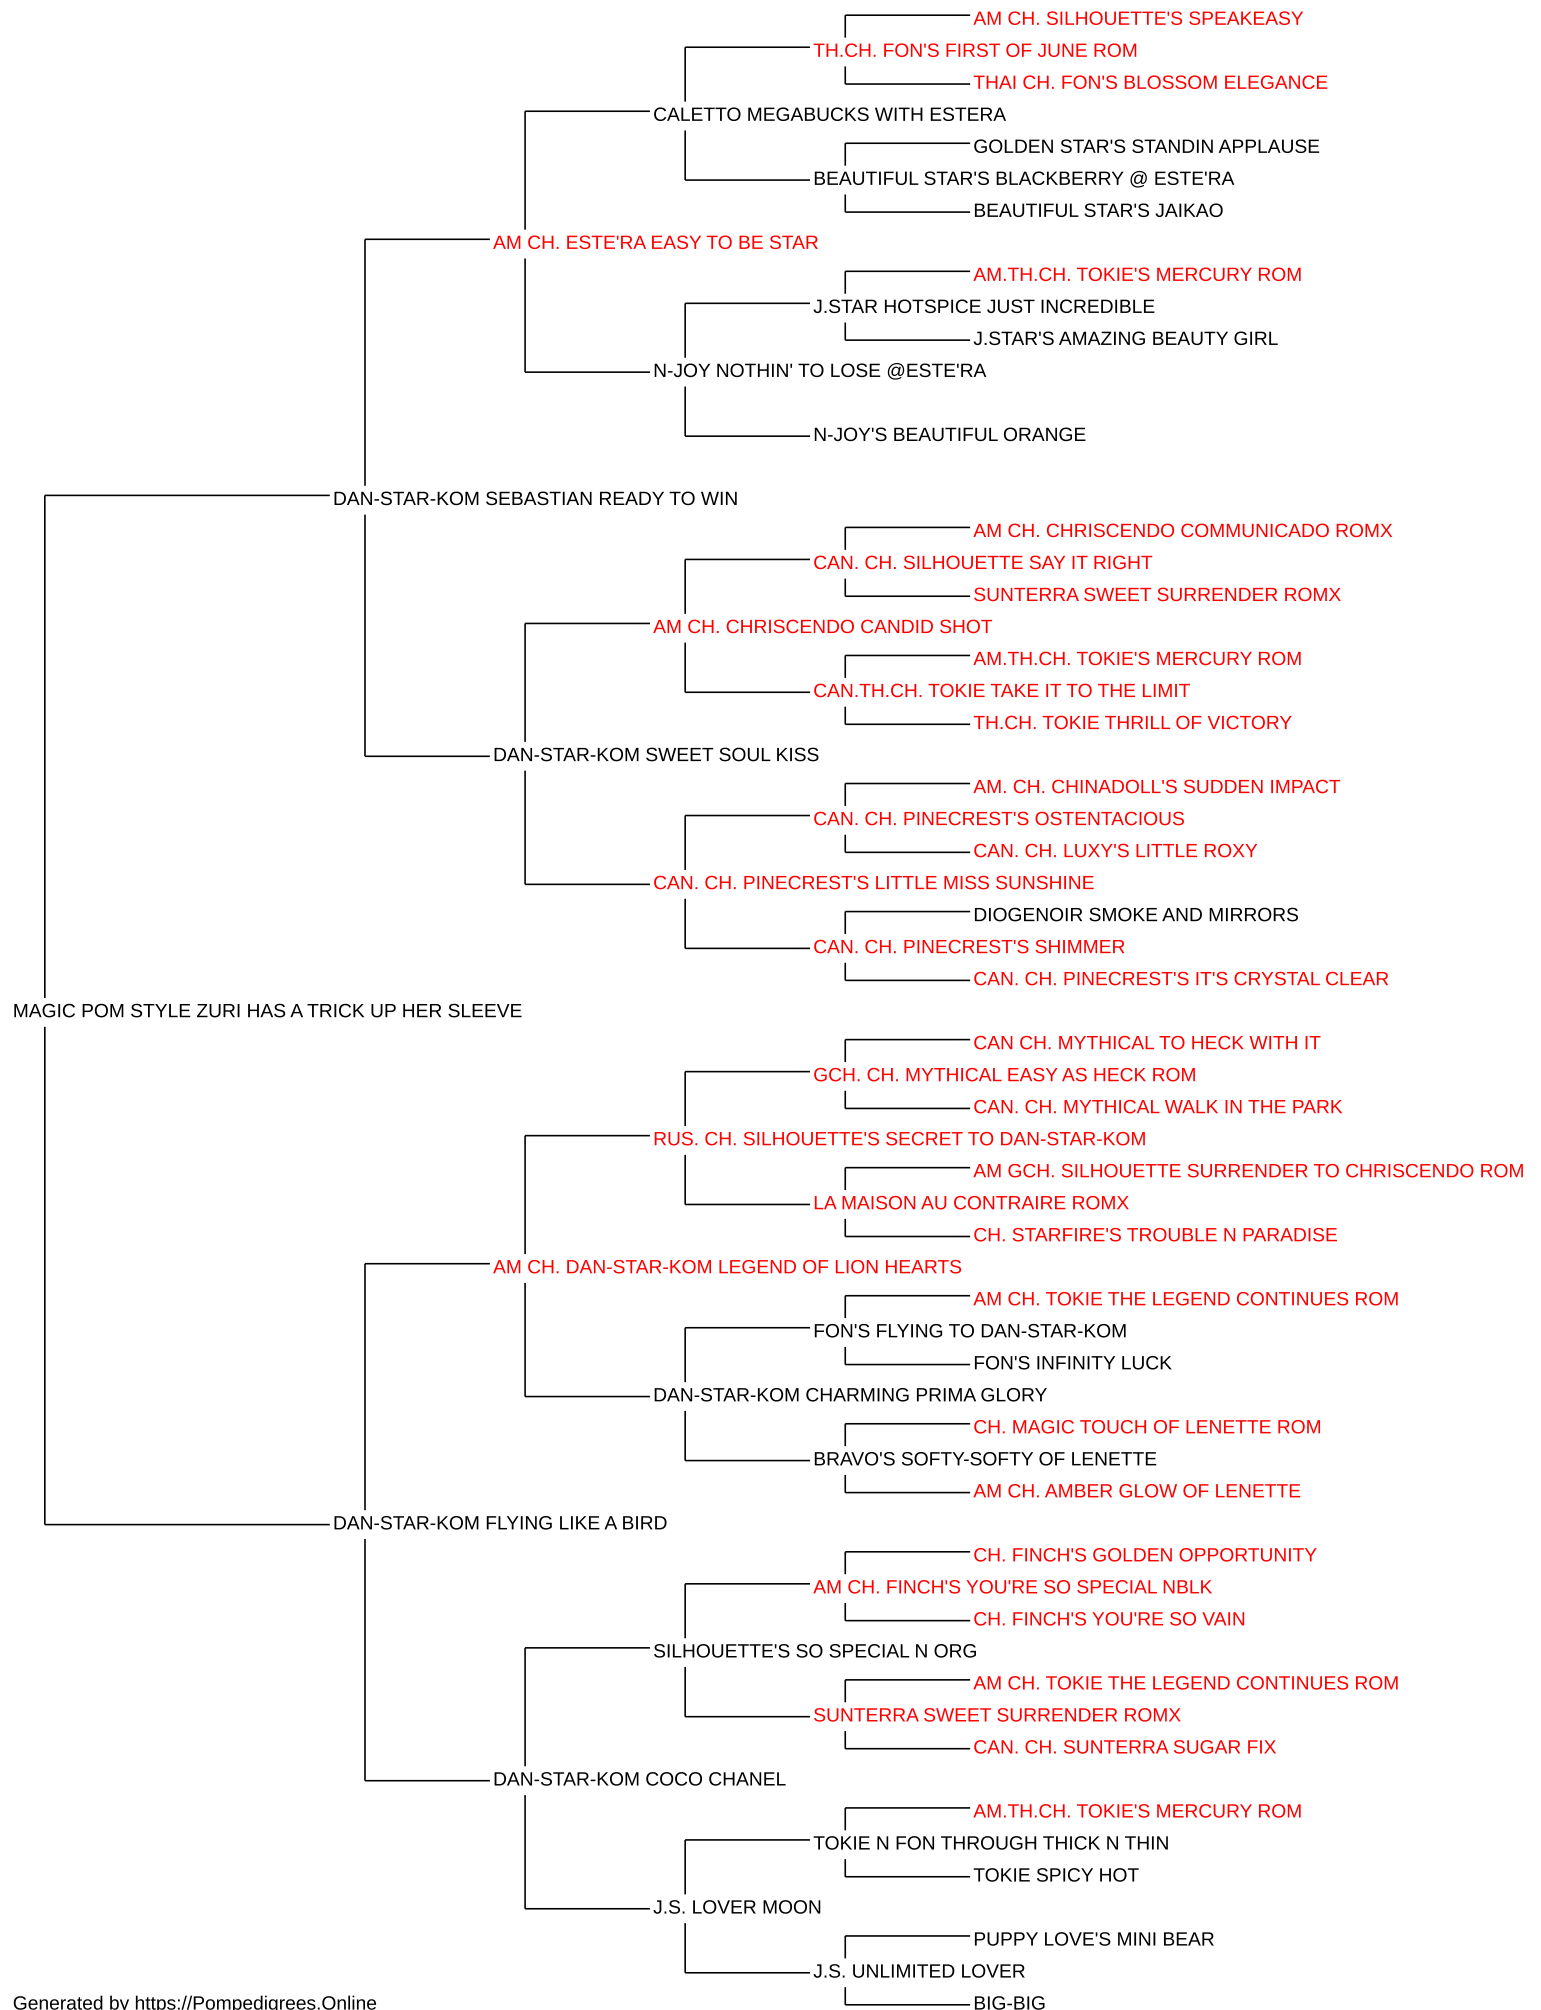 AM CH. SILHOUETTE'S SPEAKEASY
TH.CH. FON'S FIRST OF JUNE ROM
THAI CH. FON'S BLOSSOM ELEGANCE
CALETTO MEGABUCKS WITH ESTERA
GOLDEN STAR'S STANDIN APPLAUSE
BEAUTIFUL STAR'S BLACKBERRY @ ESTE'RA
BEAUTIFUL STAR'S JAIKAO
AM CH. ESTE'RA EASY TO BE STAR
AM.TH.CH. TOKIE'S MERCURY ROM
J.STAR HOTSPICE JUST INCREDIBLE
J.STAR'S AMAZING BEAUTY GIRL
N-JOY NOTHIN' TO LOSE @ESTE'RA
N-JOY'S BEAUTIFUL ORANGE
DAN-STAR-KOM SEBASTIAN READY TO WIN
AM CH. CHRISCENDO COMMUNICADO ROMX
CAN. CH. SILHOUETTE SAY IT RIGHT
SUNTERRA SWEET SURRENDER ROMX
AM CH. CHRISCENDO CANDID SHOT
AM.TH.CH. TOKIE'S MERCURY ROM
CAN.TH.CH. TOKIE TAKE IT TO THE LIMIT
TH.CH. TOKIE THRILL OF VICTORY
DAN-STAR-KOM SWEET SOUL KISS
AM. CH. CHINADOLL'S SUDDEN IMPACT
CAN. CH. PINECREST'S OSTENTACIOUS
CAN. CH. LUXY'S LITTLE ROXY
CAN. CH. PINECREST'S LITTLE MISS SUNSHINE
DIOGENOIR SMOKE AND MIRRORS
CAN. CH. PINECREST'S SHIMMER
CAN. CH. PINECREST'S IT'S CRYSTAL CLEAR
MAGIC POM STYLE ZURI HAS A TRICK UP HER SLEEVE
CAN CH. MYTHICAL TO HECK WITH IT
GCH. CH. MYTHICAL EASY AS HECK ROM
CAN. CH. MYTHICAL WALK IN THE PARK
RUS. CH. SILHOUETTE'S SECRET TO DAN-STAR-KOM
AM GCH. SILHOUETTE SURRENDER TO CHRISCENDO ROM
LA MAISON AU CONTRAIRE ROMX
CH. STARFIRE'S TROUBLE N PARADISE
AM CH. DAN-STAR-KOM LEGEND OF LION HEARTS
AM CH. TOKIE THE LEGEND CONTINUES ROM
FON'S FLYING TO DAN-STAR-KOM
FON'S INFINITY LUCK
DAN-STAR-KOM CHARMING PRIMA GLORY
CH. MAGIC TOUCH OF LENETTE ROM
BRAVO'S SOFTY-SOFTY OF LENETTE
AM CH. AMBER GLOW OF LENETTE
DAN-STAR-KOM FLYING LIKE A BIRD
CH. FINCH'S GOLDEN OPPORTUNITY
AM CH. FINCH'S YOU'RE SO SPECIAL NBLK
CH. FINCH'S YOU'RE SO VAIN
SILHOUETTE'S SO SPECIAL N ORG
AM CH. TOKIE THE LEGEND CONTINUES ROM
SUNTERRA SWEET SURRENDER ROMX
CAN. CH. SUNTERRA SUGAR FIX
DAN-STAR-KOM COCO CHANEL
AM.TH.CH. TOKIE'S MERCURY ROM
TOKIE N FON THROUGH THICK N THIN
TOKIE SPICY HOT
J.S. LOVER MOON
PUPPY LOVE'S MINI BEAR
J.S. UNLIMITED LOVER
BIG-BIG
Generated by https://Pompedigrees.Online